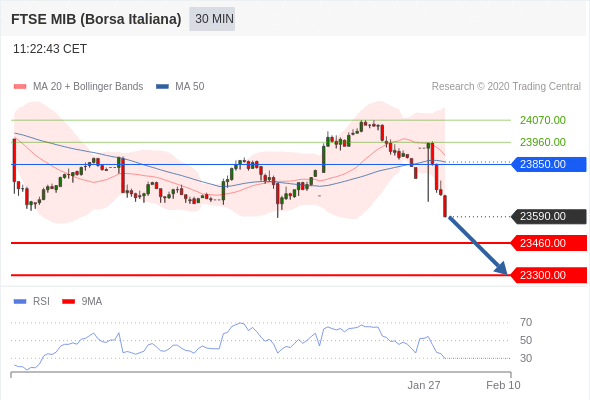 FTSE MIB (Borsa Italiana) 30 MIN
11:22:43 CET
MA 20 + Bollinger Bands MA 50 Research © 2020 Trading Central
24070.00
23960.00
23850.00
23590.00
23460.00
23300.00
RSI 9MA
70
50
30
Jan 27 Feb 10